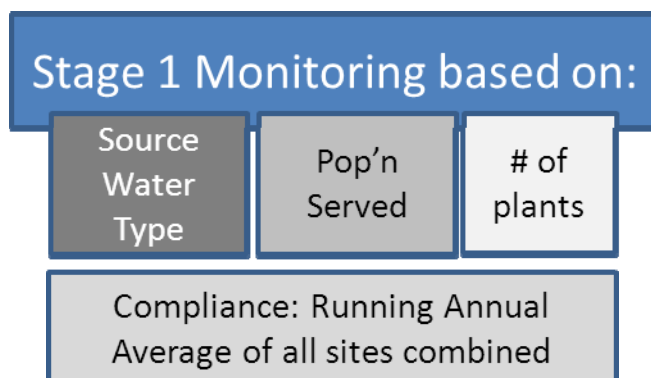 Stage 1 Monitoring based on:
Source
Water
Type
Pop'n
Served
# of
plants
Compliance: Running Annual
Average of all sites combined